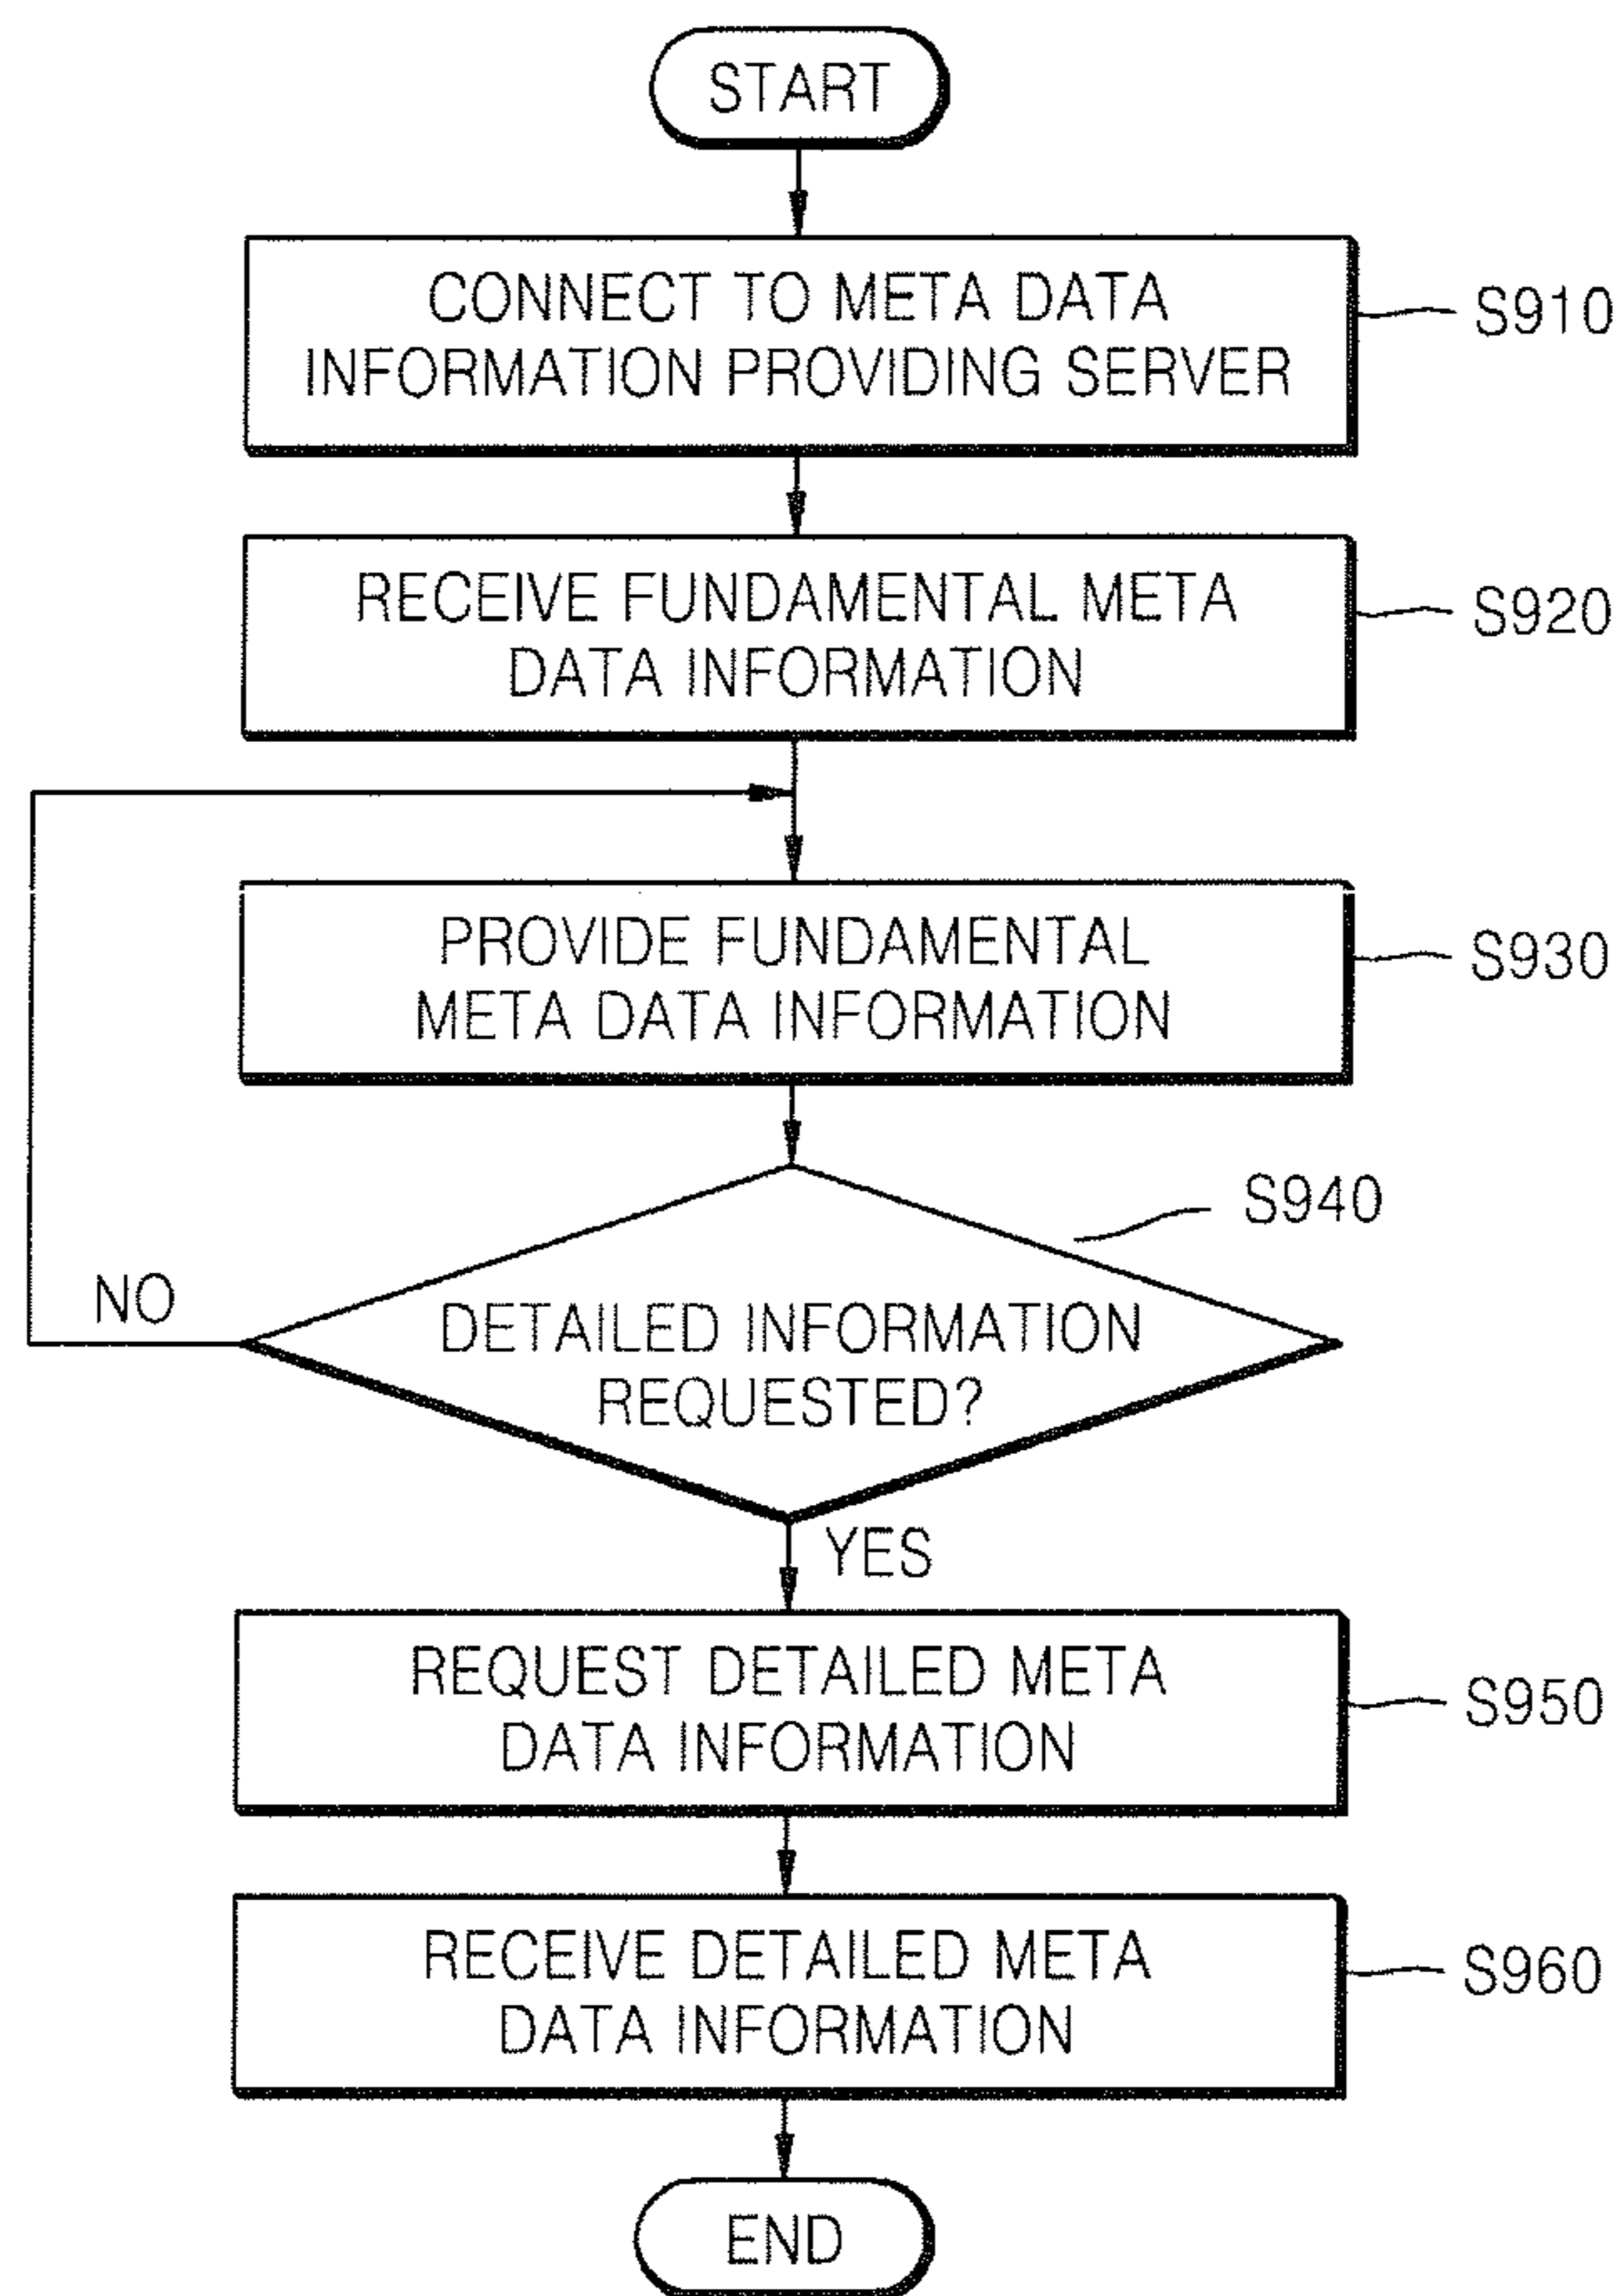 START
CONNECT TO META DATA
INFORMATION PROVIDING SERVER
S910
RECEIVE FUNDAMENTAL META
DATA INFORMATION
S920
PROVIDE FUNDAMENTAL
META DATA INFORMATION
S930
S940
NO
DETAILED INFORMATION
REQUESTED?
YES
REQUEST DETAILED META
DATA INFORMATION
S950
RECEIVE DETAILED META
DATA INFORMATION
S960
END